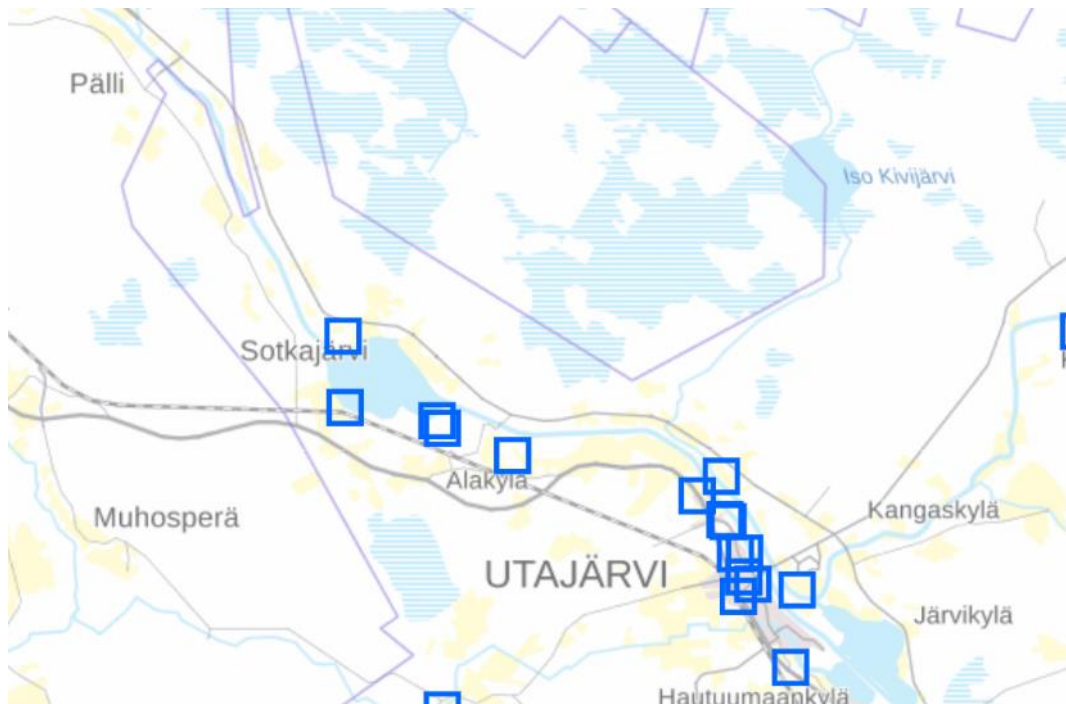 Pälli
Iso Kivijärvi
Sotkajärvi
Alakylä
Muhosperä
Kangaskylä
UTAJÄRVI
Järvikylä
Hautuumaankylä